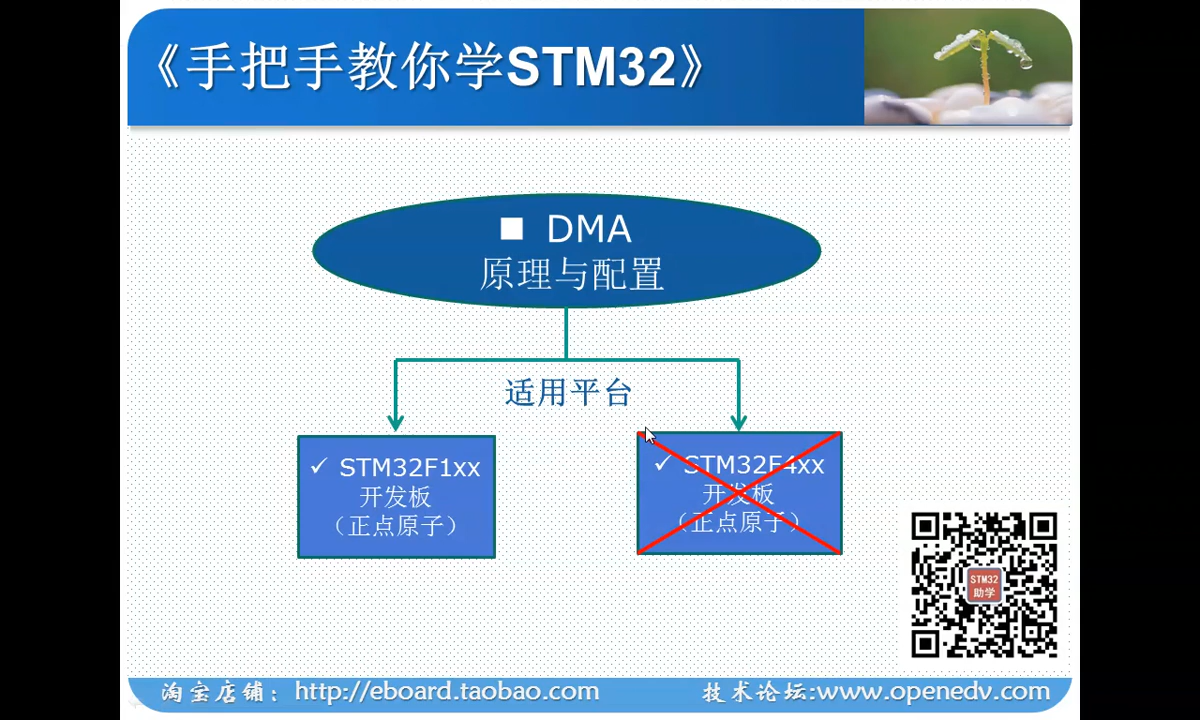 《手把手教你学STM32》
■ DMA
原理与配置
适用平台
✓ STM32F1xx
开发板
（正点原子）
✓ STM32F4xx
开发板
（正点原子）
STM32
助学
淘宝店铺：http://eboard.taobao.com
技术论坛:www.openedv.com